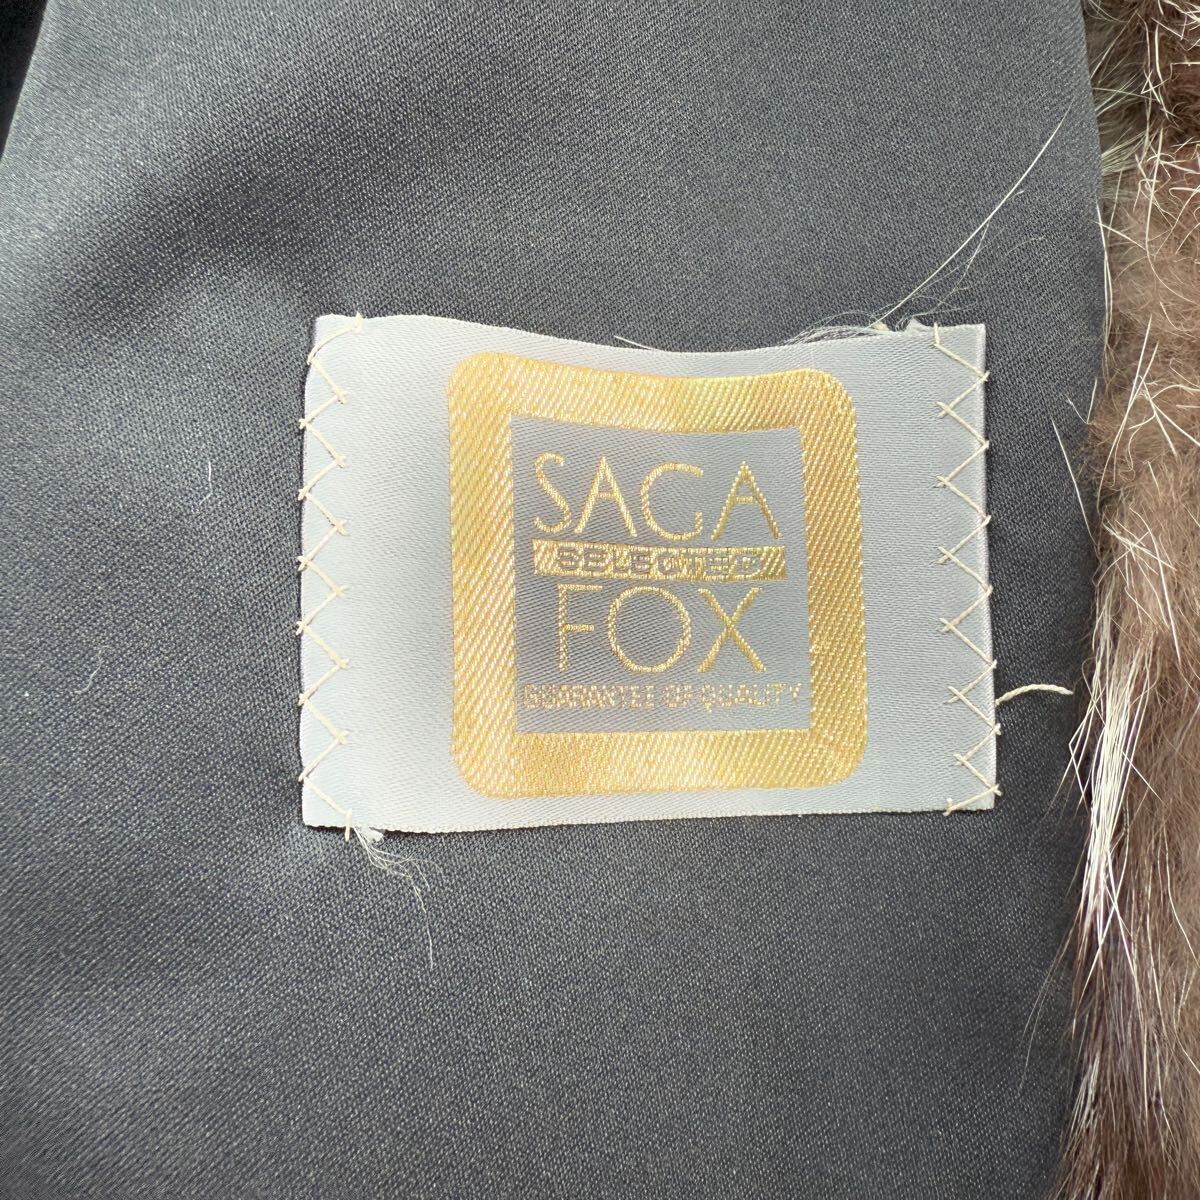 SAGA
SELECTED
FOX
GUARANTEE OF QUALITY